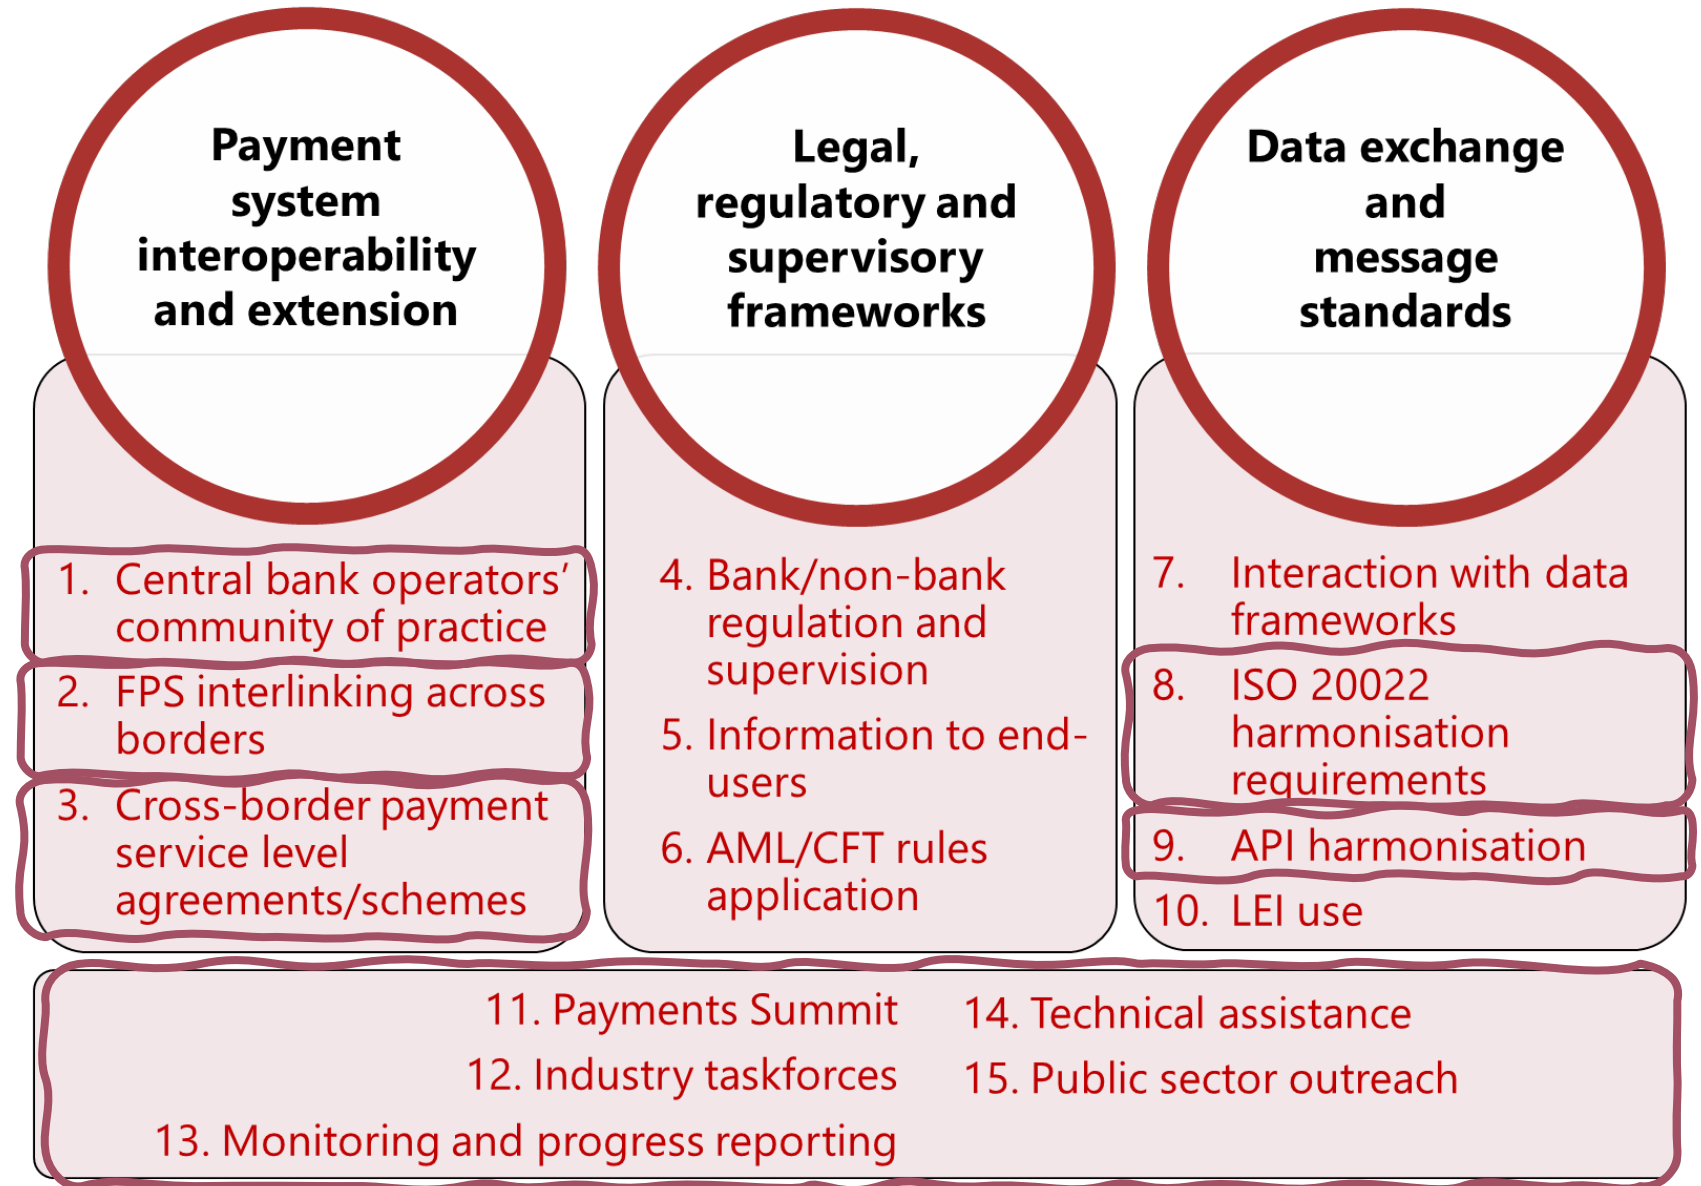 Payment
system
interoperability
and extension
1. Central bank operators’
community of practice
2. FPS interlinking across
borders
3. Cross-border payment
service level
agreements/schemes
Legal,
regulatory and
supervisory
frameworks
4. Bank/non-bank
regulation and
supervision
5. Information to end-
users
6. AML/CFT rules
application
Data exchange
and
message
standards
7. Interaction with data
frameworks
8. ISO 20022
harmonisation
requirements
9. API harmonisation
10. LEI use
11. Payments Summit
12. Industry taskforces
13. Monitoring and progress reporting
14. Technical assistance
15. Public sector outreach